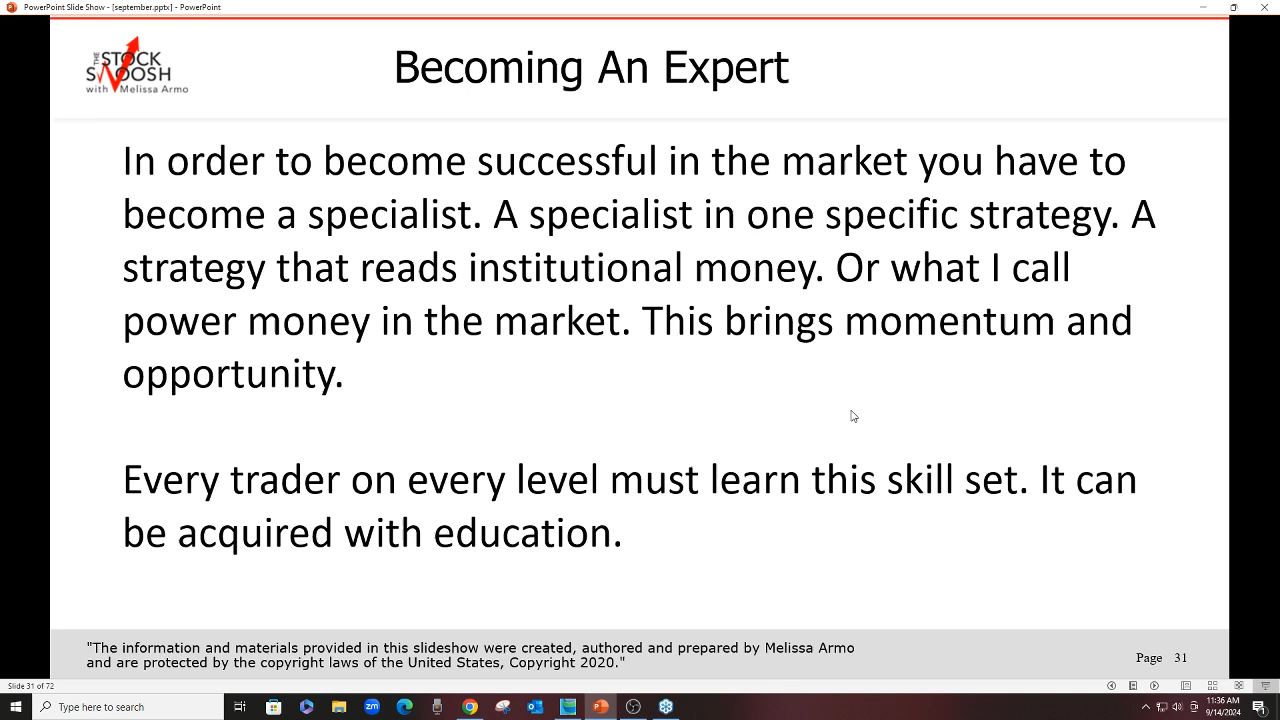 PowerPoint Slide Show - [september.pptx] - PowerPoint
THE
STOCK
SWOOSH
with Melissa Armo
Becoming An Expert
In order to become successful in the market you have to
become a specialist. A specialist in one specific strategy. A
strategy that reads institutional money. Or what I call
power money in the market. This brings momentum and
opportunity.
Every trader on every level must learn this skill set. It can
be acquired with education.
"The information and materials provided in this slideshow were created, authored and prepared by Melissa Armo
and are protected by the copyright laws of the United States, Copyright 2020."
Page 31
Slide 31 of 72
Type here to search
zm
11:36 AM
9/14/2024